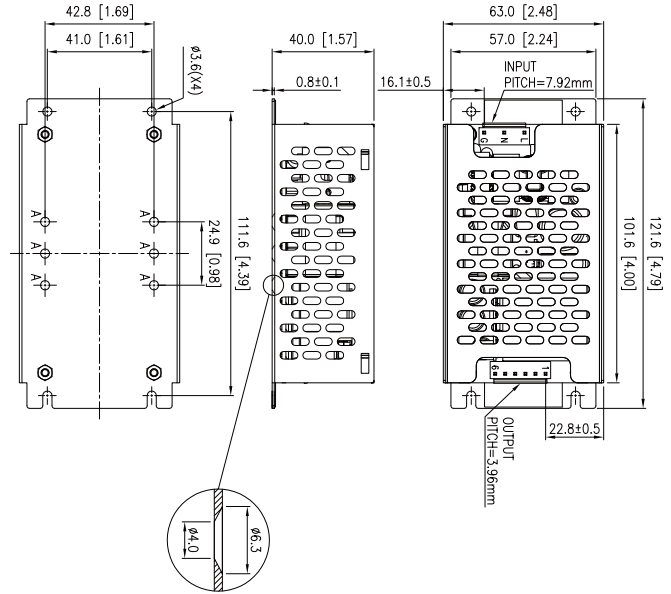 42.8 [1.69]
41.0 [1.61]
ø3.6(X4)
A
A
A
A
A
A
24.9 [0.98]
111.6 [4.39]
40.0 [1.57]
0.8±0.1
63.0 [2.48]
57.0 [2.24]
16.1±0.5
INPUT
PITCH=7.92mm
G N L
101.6 [4.00]
121.6 [4.79]
6 1
22.8±0.5
OUTPUT
PITCH=3.96mm
ø4.0
ø6.3